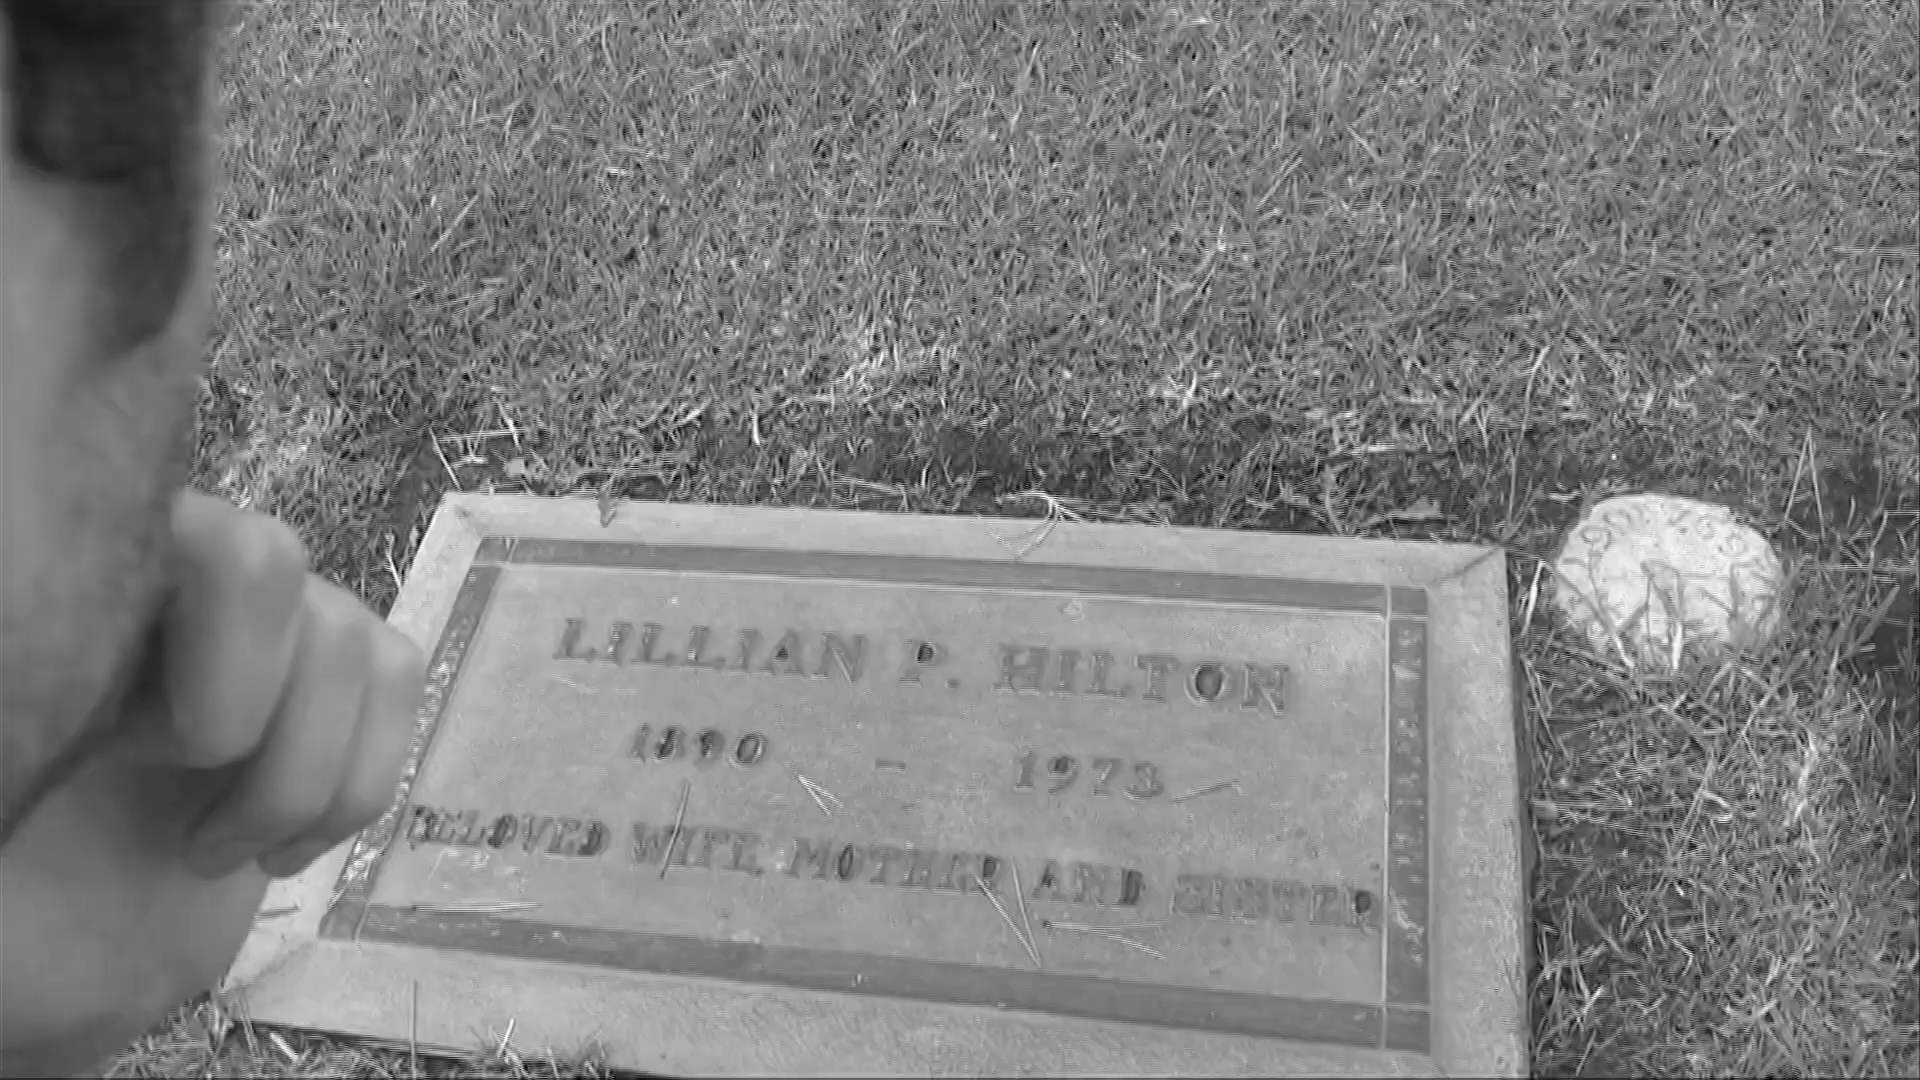 LILLIAN P. HILTON
1890 - 1973
BELOVED WIFE, MOTHER AND SISTER